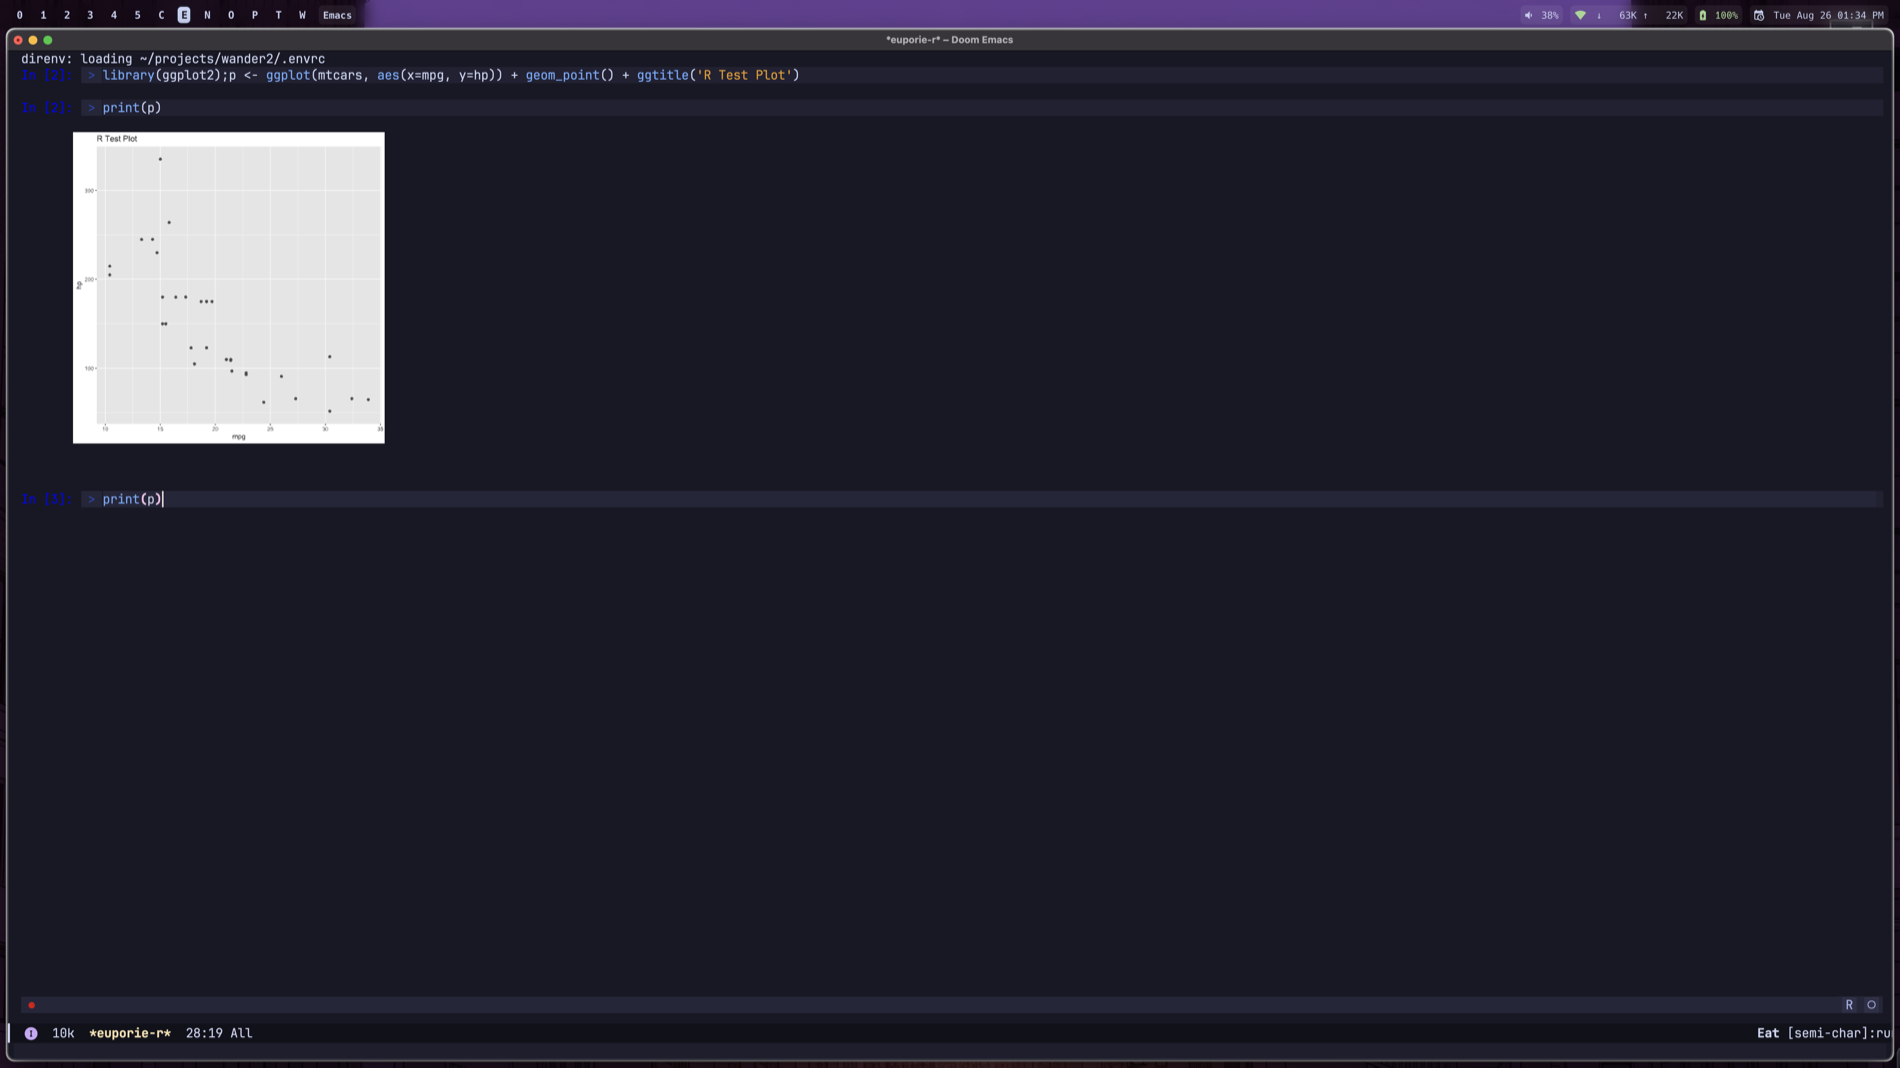 0 1 2 3 4 5 C E N O P T W Emacs 38% ↓ 63K ↑ 22K 100% Tue Aug 26 01:34 PM
*euporie-r* – Doom Emacs
direnv: loading ~/projects/wander2/.envrc
In [2]: > library(ggplot2);p <- ggplot(mtcars, aes(x=mpg, y=hp)) + geom_point() + ggtitle('R Test Plot')
In [2]: > print(p)
R Test Plot
300
200
hp
100
10 15 20 25 30 35
mpg
In [3]: > print(p)
R
I 10k *euporie-r* 28:19 All Eat [semi-char]:ru